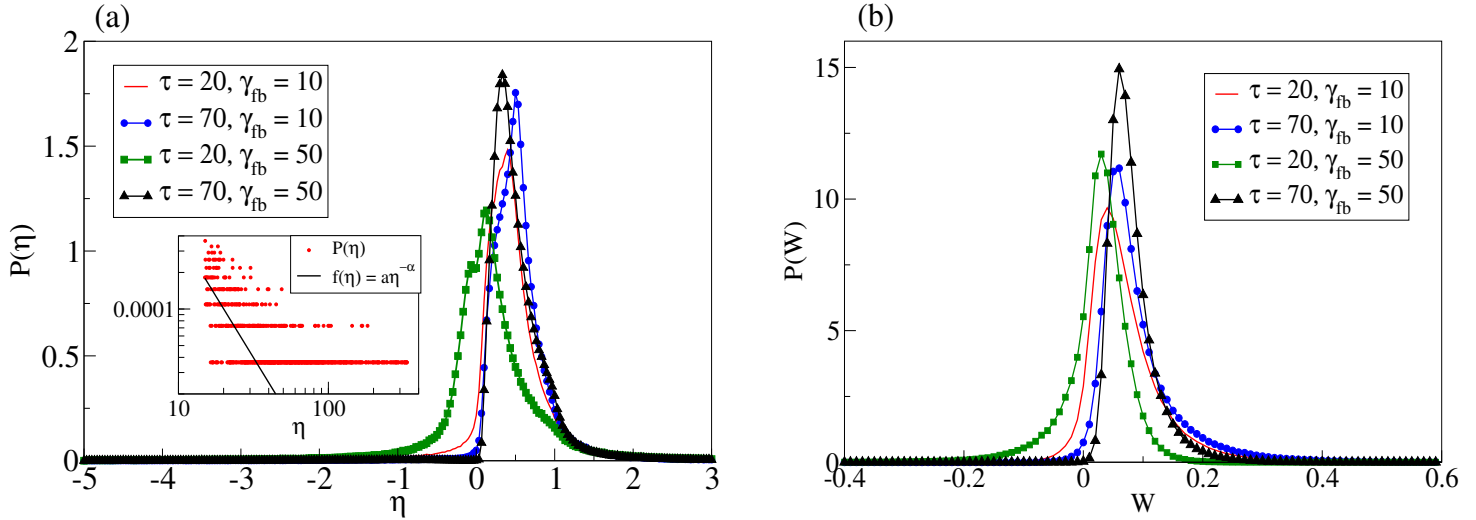 (a)
P(η)
2
1.5
1
0.5
0
τ = 20, γfb = 10
τ = 70, γfb = 10
τ = 20, γfb = 50
τ = 70, γfb = 50
P(η)
f(η) = aη^-α
0.0001
10
100
η
-5
-4
-3
-2
-1
0
1
2
3
η
(b)
P(W)
15
10
5
0
τ = 20, γfb = 10
τ = 70, γfb = 10
τ = 20, γfb = 50
τ = 70, γfb = 50
-0.4
-0.2
0
0.2
0.4
0.6
W